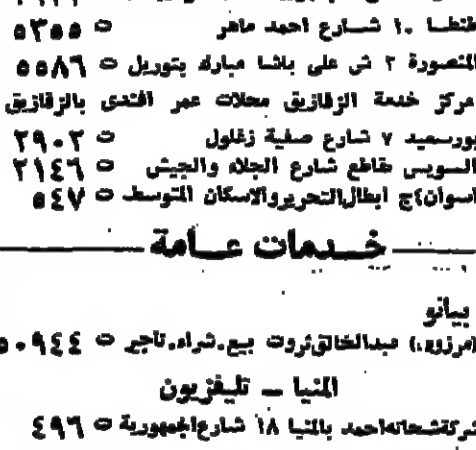 طنطا ١٠ شارع احمد ماهر ت ٥٣٥٥
المنصورة ٢ ش على باشا مبارك بتوريل ت ٥٥٨٦
مركز خدمة الزقازيق محلات عمر افندى بالزقازيق
بورسعيد ٧ شارع صفية زغلول ت ٢٩٠٣
السويس تقاطع شارع الجلاء والجيش ت ٢١٤٦
اسوان ٤ج ابطال التحرير والاسكان المتوسط ت ٥٤٧
خدمات عامة
بيانو
(مرزوق) عبدالخالق ثروت بيع. شراء. تاجير ت ٥٠٩٤٤
المنيا – تليفزيون
شركة شحاته احمد بالمنيا ١٨ شارع الجمهورية ت ٤٩٦